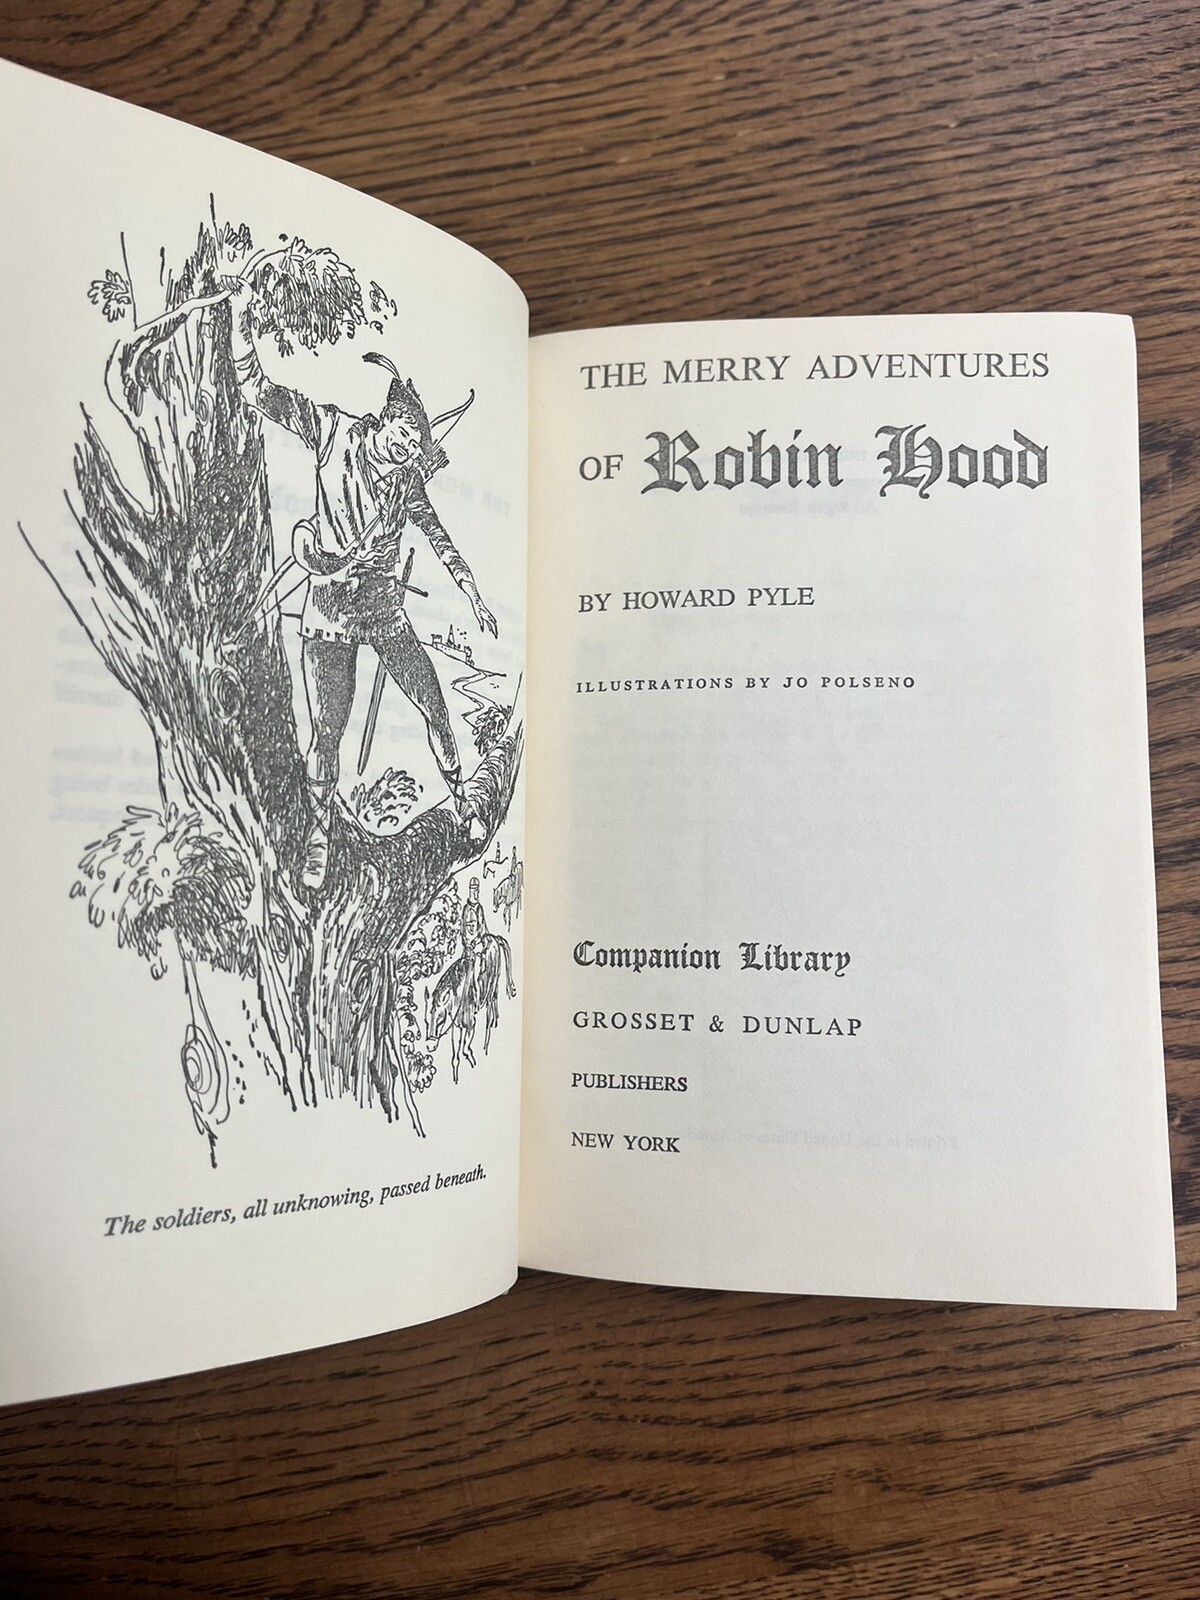 The soldiers, all unknowing, passed beneath.
THE MERRY ADVENTURES
OF Robin Hood
BY HOWARD PYLE
ILLUSTRATIONS BY JO POLSENO
Companion Library
GROSSET & DUNLAP
PUBLISHERS
NEW YORK